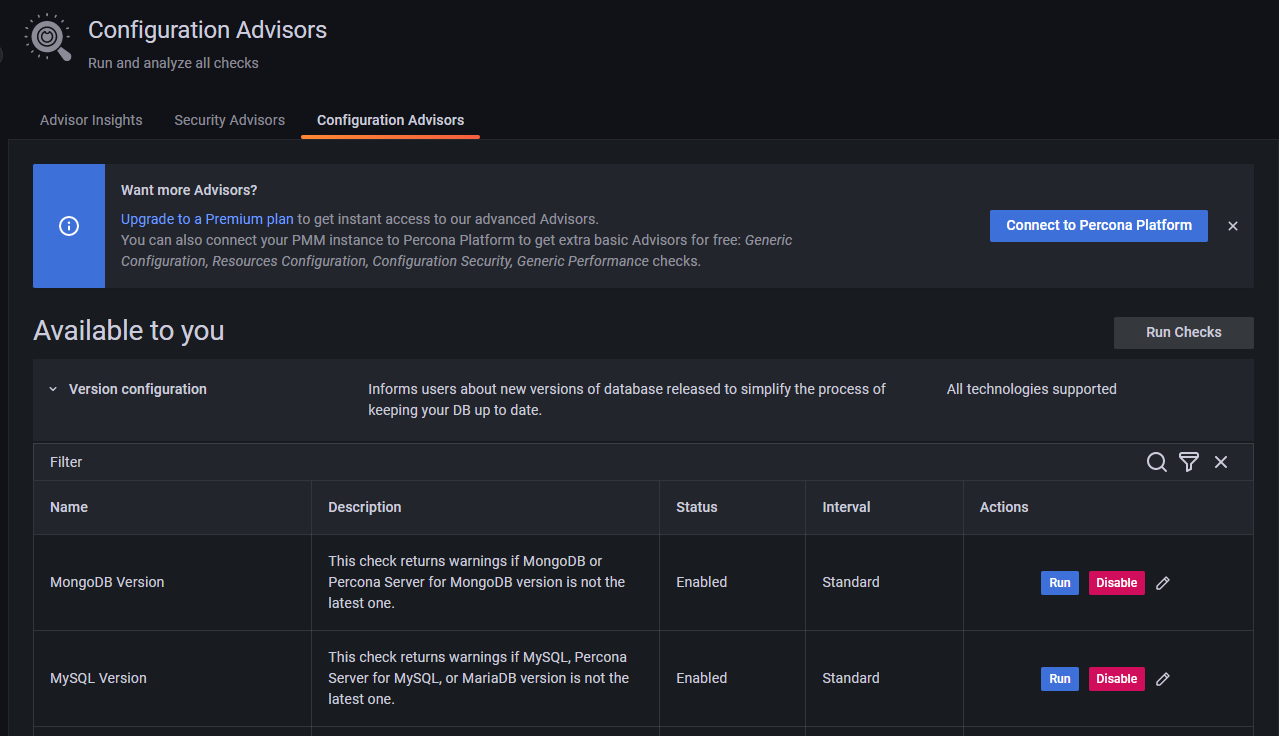 Configuration Advisors
Run and analyze all checks
Advisor Insights
Security Advisors
Configuration Advisors
Want more Advisors?
Upgrade to a Premium plan to get instant access to our advanced Advisors.
You can also connect your PMM instance to Percona Platform to get extra basic Advisors for free: Generic
Configuration, Resources Configuration, Configuration Security, Generic Performance checks.
Connect to Percona Platform
Available to you
Run Checks
Version configuration
Informs users about new versions of database released to simplify the process of
keeping your DB up to date.
All technologies supported
Filter
Name
Description
Status
Interval
Actions
MongoDB Version
This check returns warnings if MongoDB or
Percona Server for MongoDB version is not the
latest one.
Enabled
Standard
Run
Disable
MySQL Version
This check returns warnings if MySQL, Percona
Server for MySQL, or MariaDB version is not the
latest one.
Enabled
Standard
Run
Disable